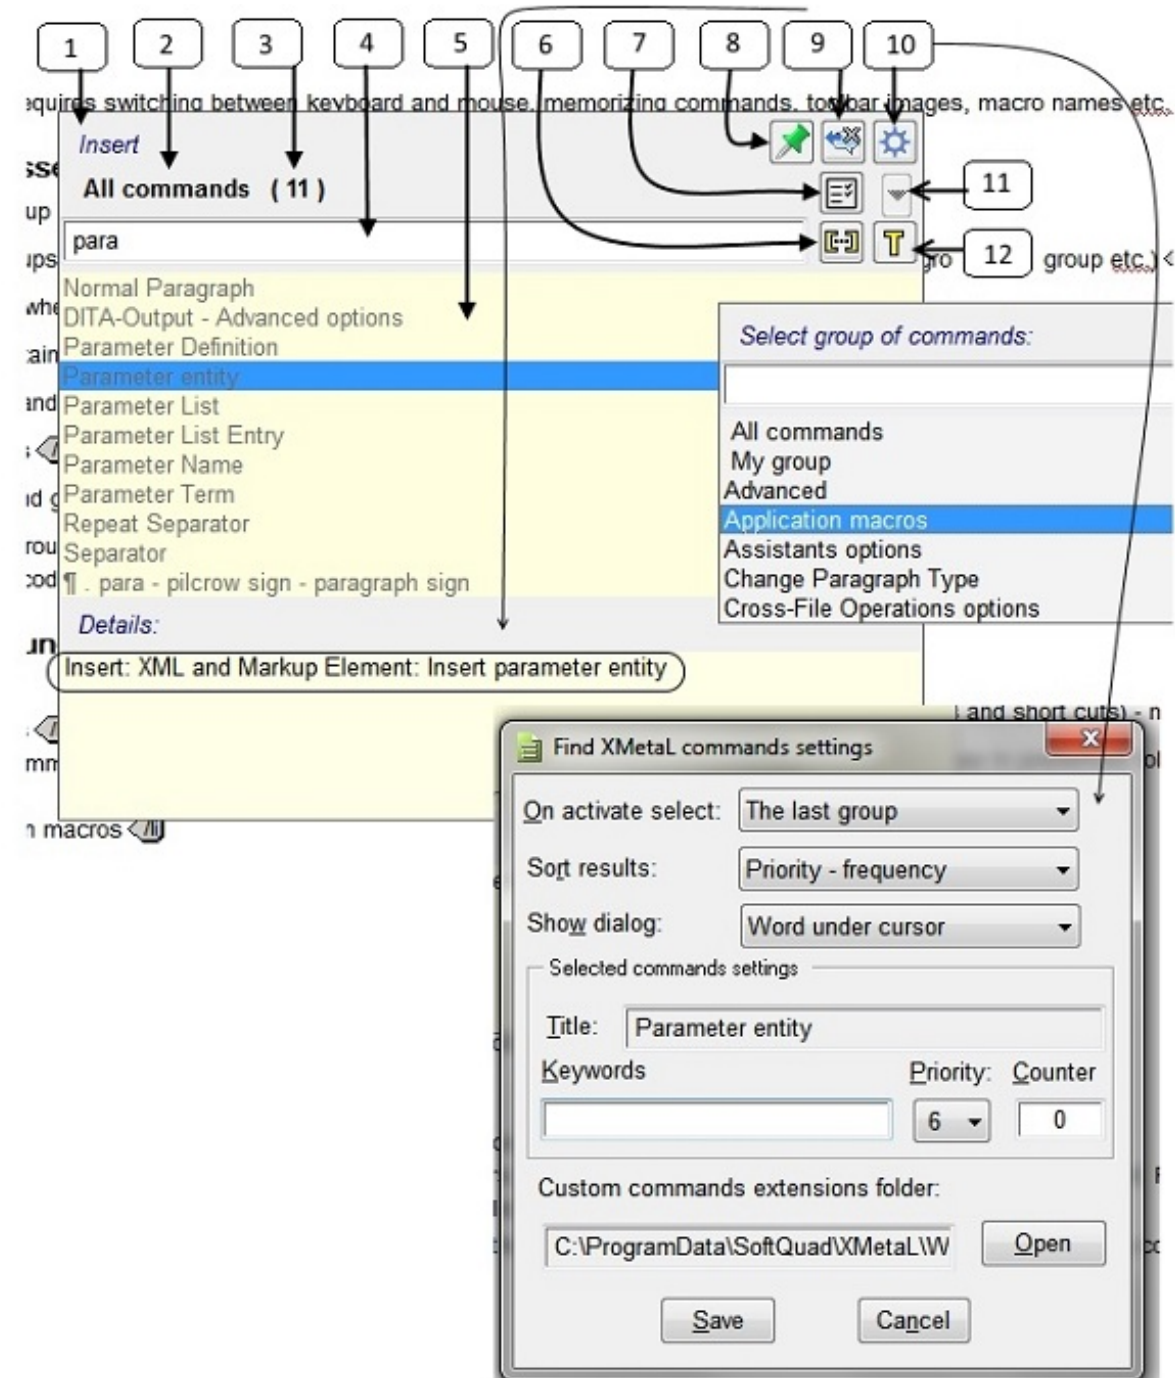 1 2 3 4 5 6 7 8 9 10
equires switching between keyboard and mouse, memorizing commands, toolbar images, macro names etc.
Insert
All commands ( 11 )
11
para
12
group etc.)
Normal Paragraph
DITA-Output - Advanced options
Parameter Definition
Parameter entity
Parameter List
Parameter List Entry
Parameter Name
Parameter Term
Repeat Separator
Separator
¶ . para - pilcrow sign - paragraph sign
Select group of commands:
All commands
My group
Advanced
Application macros
Assistants options
Change Paragraph Type
Cross-File Operations options
Details:
Insert: XML and Markup Element: Insert parameter entity
and short cuts) - n
n macros
Find XMetaL commands settings
On activate select: The last group
Sort results: Priority - frequency
Show dialog: Word under cursor
Selected commands settings
Title: Parameter entity
Keywords Priority: Counter
6 0
Custom commands extensions folder:
C:\ProgramData\SoftQuad\XMetaL\W Open
Save Cancel